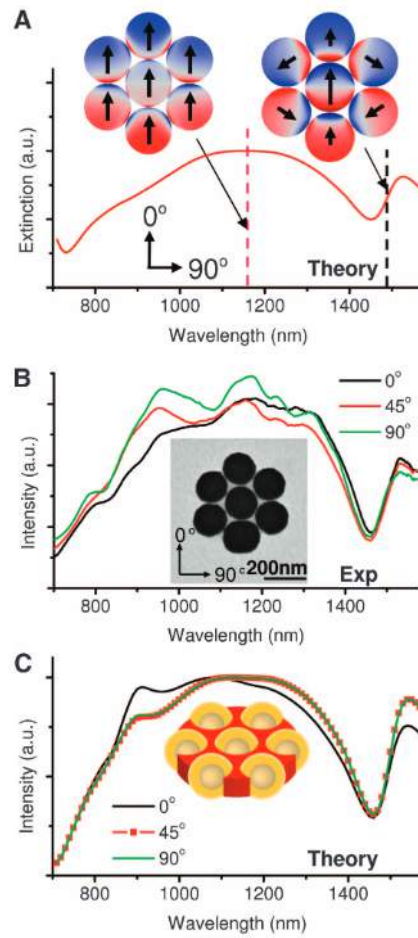 A
Extinction (a.u.)
0°
90°
Theory
800 1000 1200 1400
Wavelength (nm)
B
0°
45°
90°
Intensity (a.u.)
0°
90°
200nm
Exp
800 1000 1200 1400
Wavelength (nm)
C
Intensity (a.u.)
0°
45°
90°
Theory
800 1000 1200 1400
Wavelength (nm)